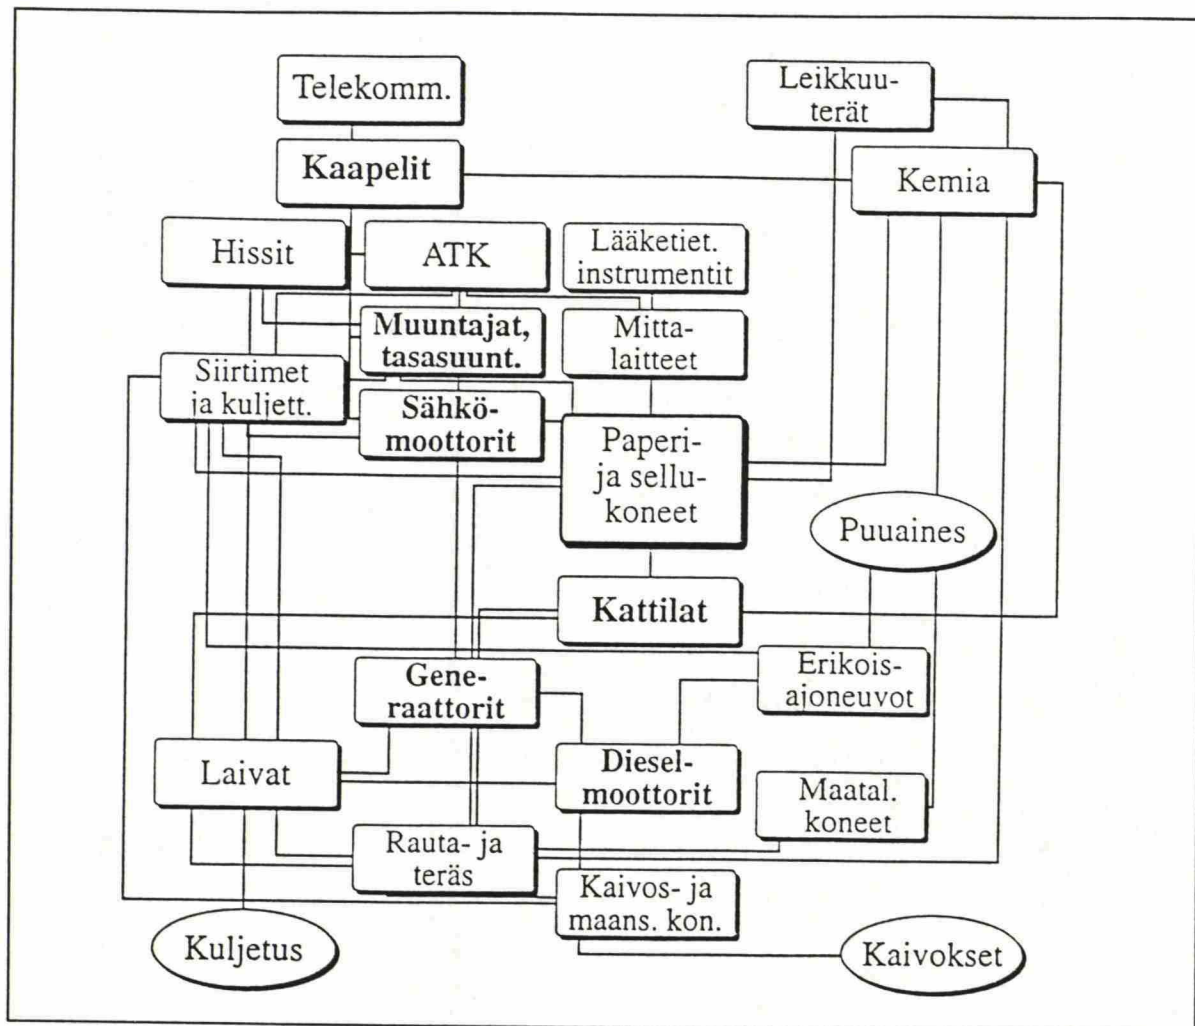 Telekomm.
Leikkuu-
terät
Kaapelit
Kemia
Hissit
ATK
Lääketiet.
instrumentit
Muuntajat,
tasasuunt.
Mitta-
laitteet
Siirtimet
ja kuljett.
Sähkö-
moottorit
Paperi-
ja sellu-
koneet
Puuaines
Kattilat
Gene-
raattorit
Erikois-
ajoneuvot
Laivat
Diesel-
moottorit
Maatal.
koneet
Rauta- ja
teräs
Kaivos- ja
maans. kon.
Kuljetus
Kaivokset